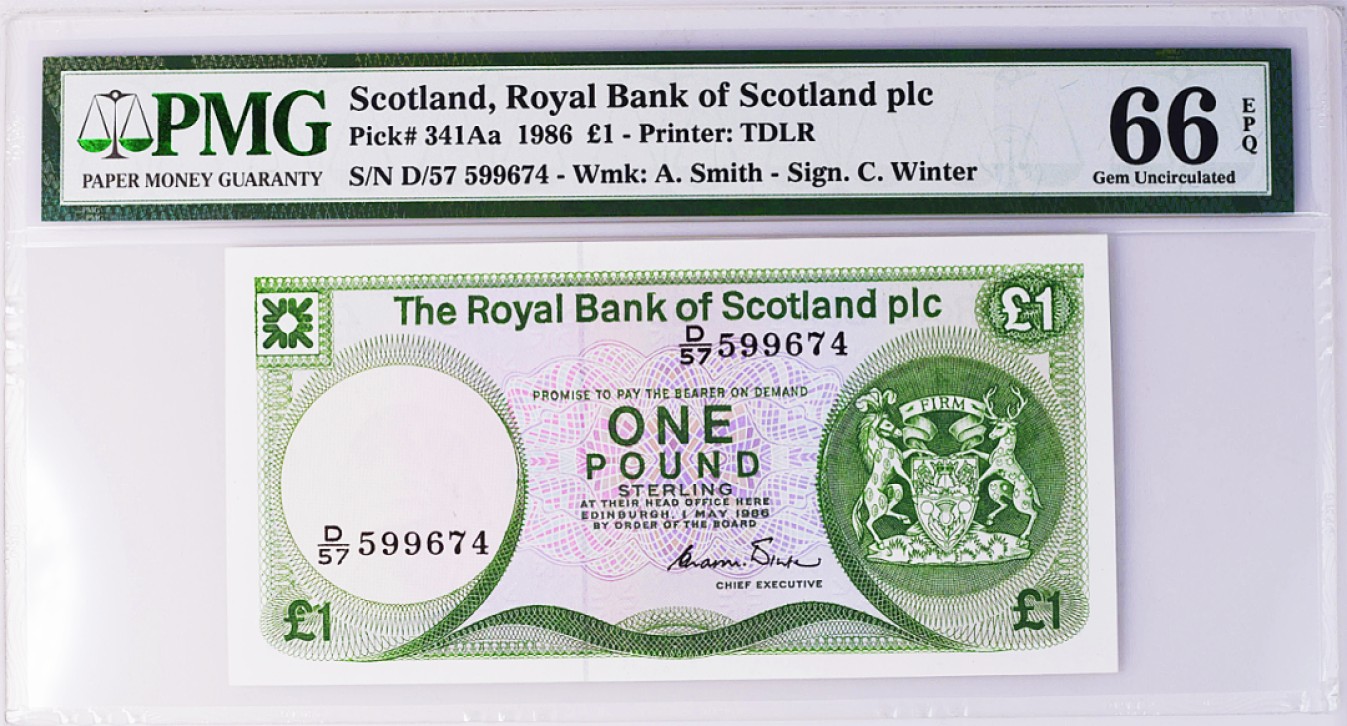 PMG
PAPER MONEY GUARANTY
Scotland, Royal Bank of Scotland plc
Pick# 341Aa 1986 £1 - Printer: TDLR
S/N D/57 599674 - Wmk: A. Smith - Sign. C. Winter
66
EPQ
Gem Uncirculated
The Royal Bank of Scotland plc
£1
D/57 599674
PROMISE TO PAY THE BEARER ON DEMAND
ONE
POUND
STERLING
AT THEIR HEAD OFFICE HERE
EDINBURGH. 1 MAY 1986
BY ORDER OF THE BOARD
CHIEF EXECUTIVE
FIRM
D/57 599674
£1
£1